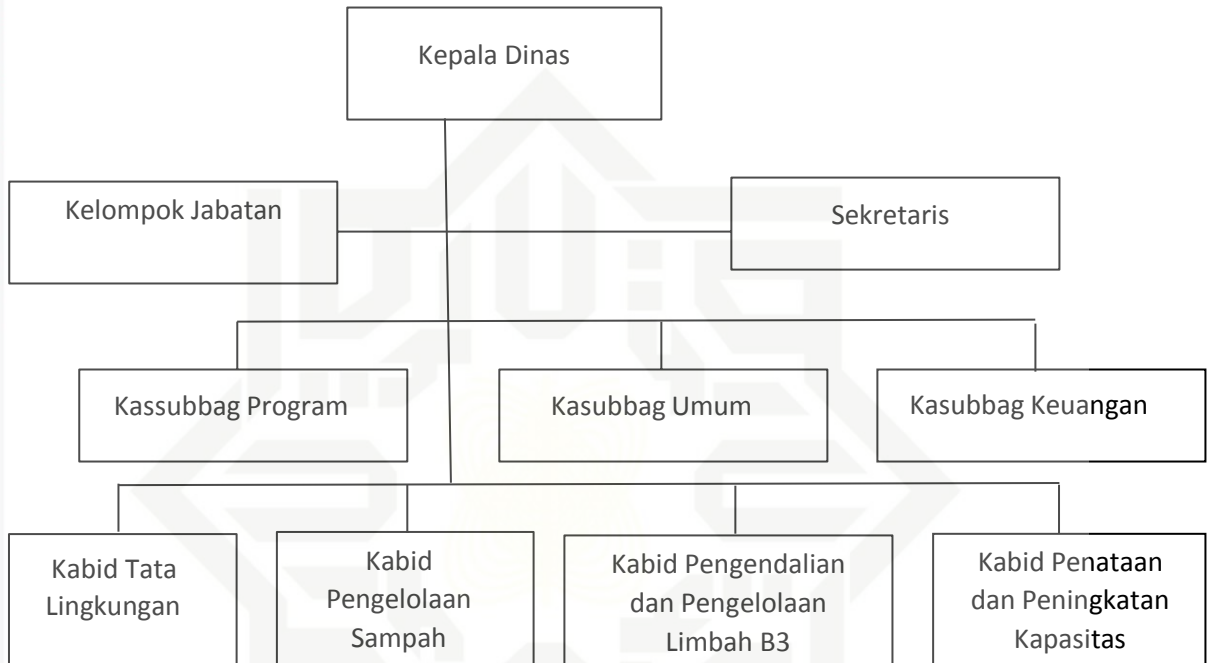 Kepala Dinas
Kelompok Jabatan
Sekretaris
Kassubbag Program
Kasubbag Umum
Kasubbag Keuangan
Kabid Tata
Lingkungan
Kabid
Pengelolaan
Sampah
Kabid Pengendalian
dan Pengelolaan
Limbah B3
Kabid Penataan
dan Peningkatan
Kapasitas